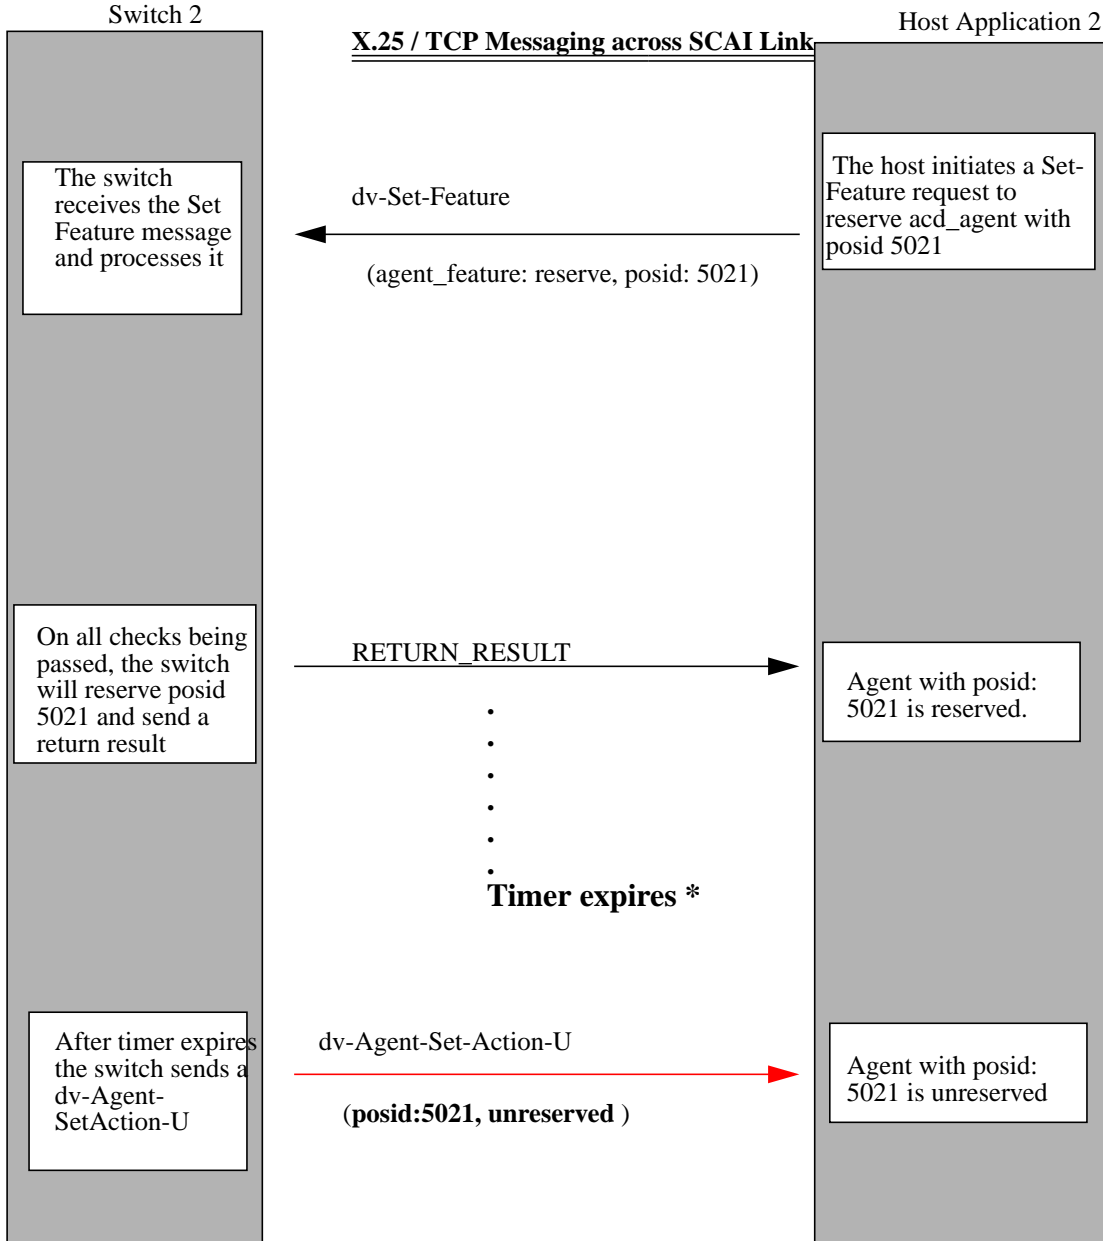 Switch 2
Host Application 2
X.25 / TCP Messaging across SCAI Link
The switch
receives the Set
Feature message
and processes it
dv-Set-Feature
(agent_feature: reserve, posid: 5021)
The host initiates a Set-
Feature request to
reserve acd_agent with
posid 5021
On all checks being
passed, the switch
will reserve posid
5021 and send a
return result
RETURN_RESULT
Agent with posid:
5021 is reserved.
.
.
.
.
.
.
Timer expires *
After timer expires
the switch sends a
dv-Agent-
SetAction-U
dv-Agent-Set-Action-U
(posid:5021, unreserved )
Agent with posid:
5021 is unreserved